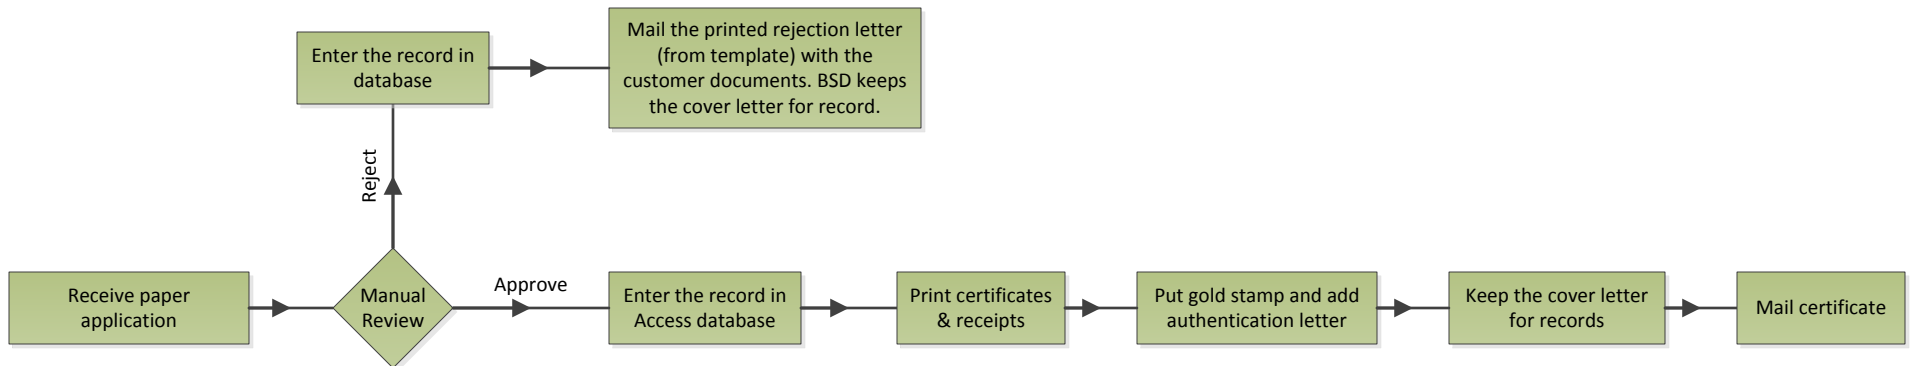 Enter the record in
database
Mail the printed rejection letter
(from template) with the
customer documents. BSD keeps
the cover letter for record.
Reject
Receive paper
application
Manual
Review
Approve
Enter the record in
Access database
Print certificates
& receipts
Put gold stamp and add
authentication letter
Keep the cover letter
for records
Mail certificate